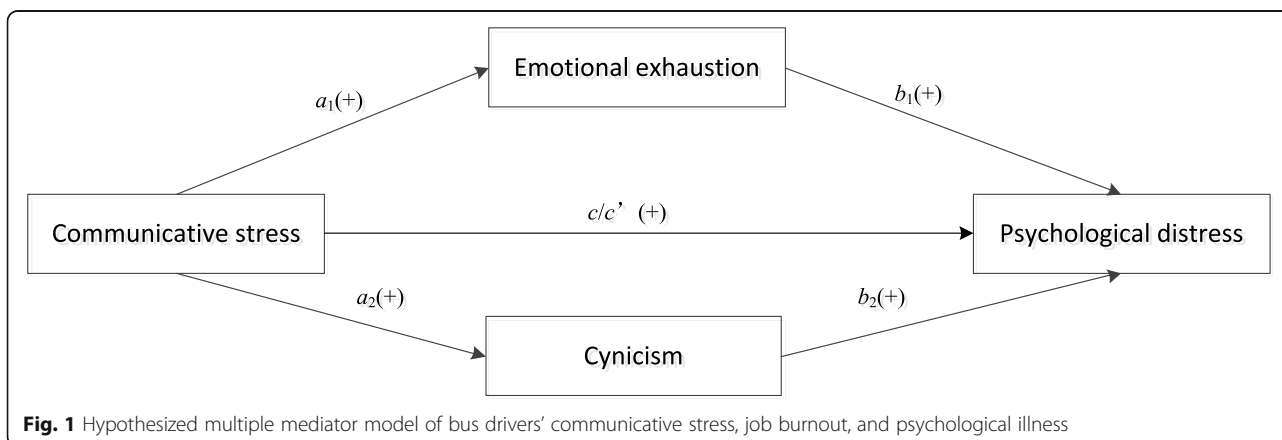 Emotional exhaustion
a₁(+)
b₁(+)
c/c’ (+)
Communicative stress
Psychological distress
a₂(+)
b₂(+)
Cynicism
Fig. 1 Hypothesized multiple mediator model of bus drivers’ communicative stress, job burnout, and psychological illness